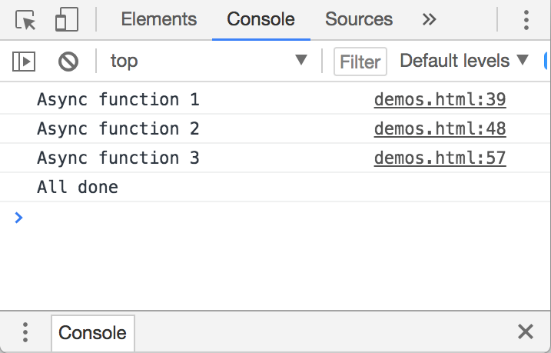 Elements Console Sources »
top Filter Default levels
Async function 1 demos.html:39
Async function 2 demos.html:48
Async function 3 demos.html:57
All done
Console